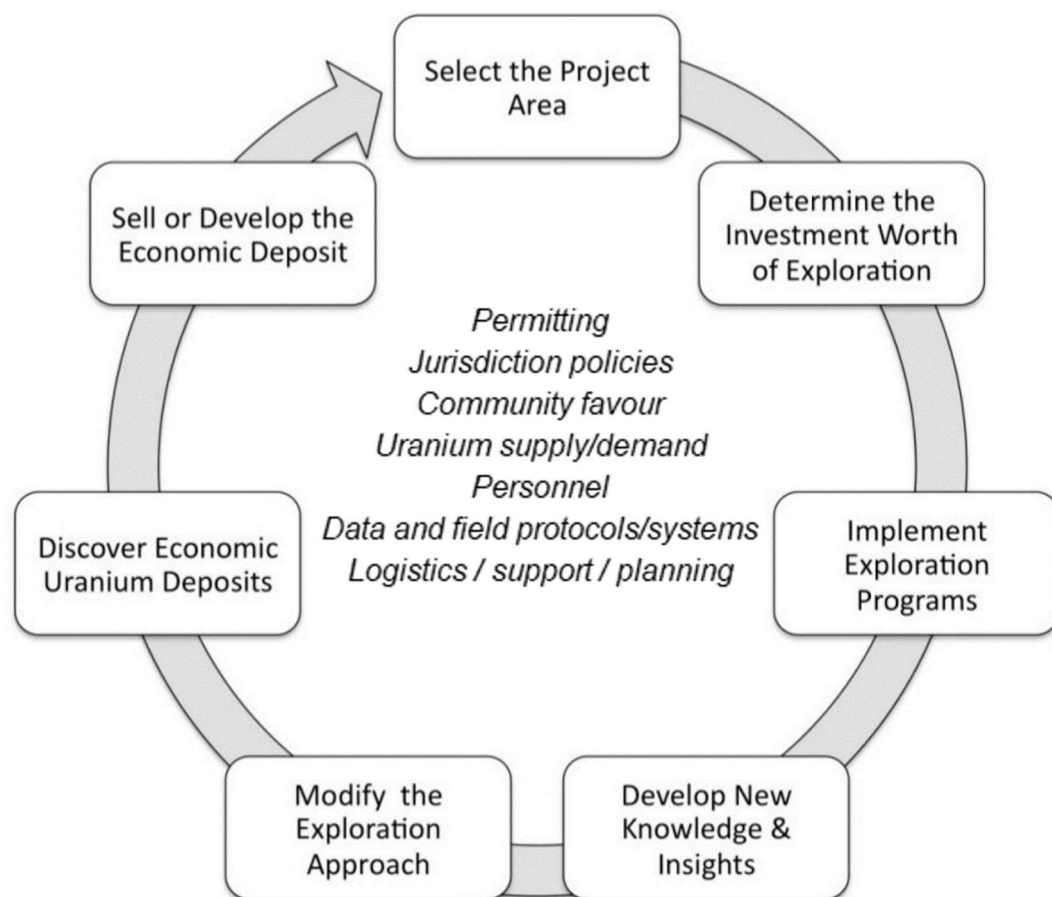 Select the Project
Area
Determine the
Investment Worth
of Exploration
Implement
Exploration
Programs
Develop New
Knowledge &
Insights
Modify the
Exploration
Approach
Discover Economic
Uranium Deposits
Sell or Develop the
Economic Deposit
Permitting
Jurisdiction policies
Community favour
Uranium supply/demand
Personnel
Data and field protocols/systems
Logistics / support / planning